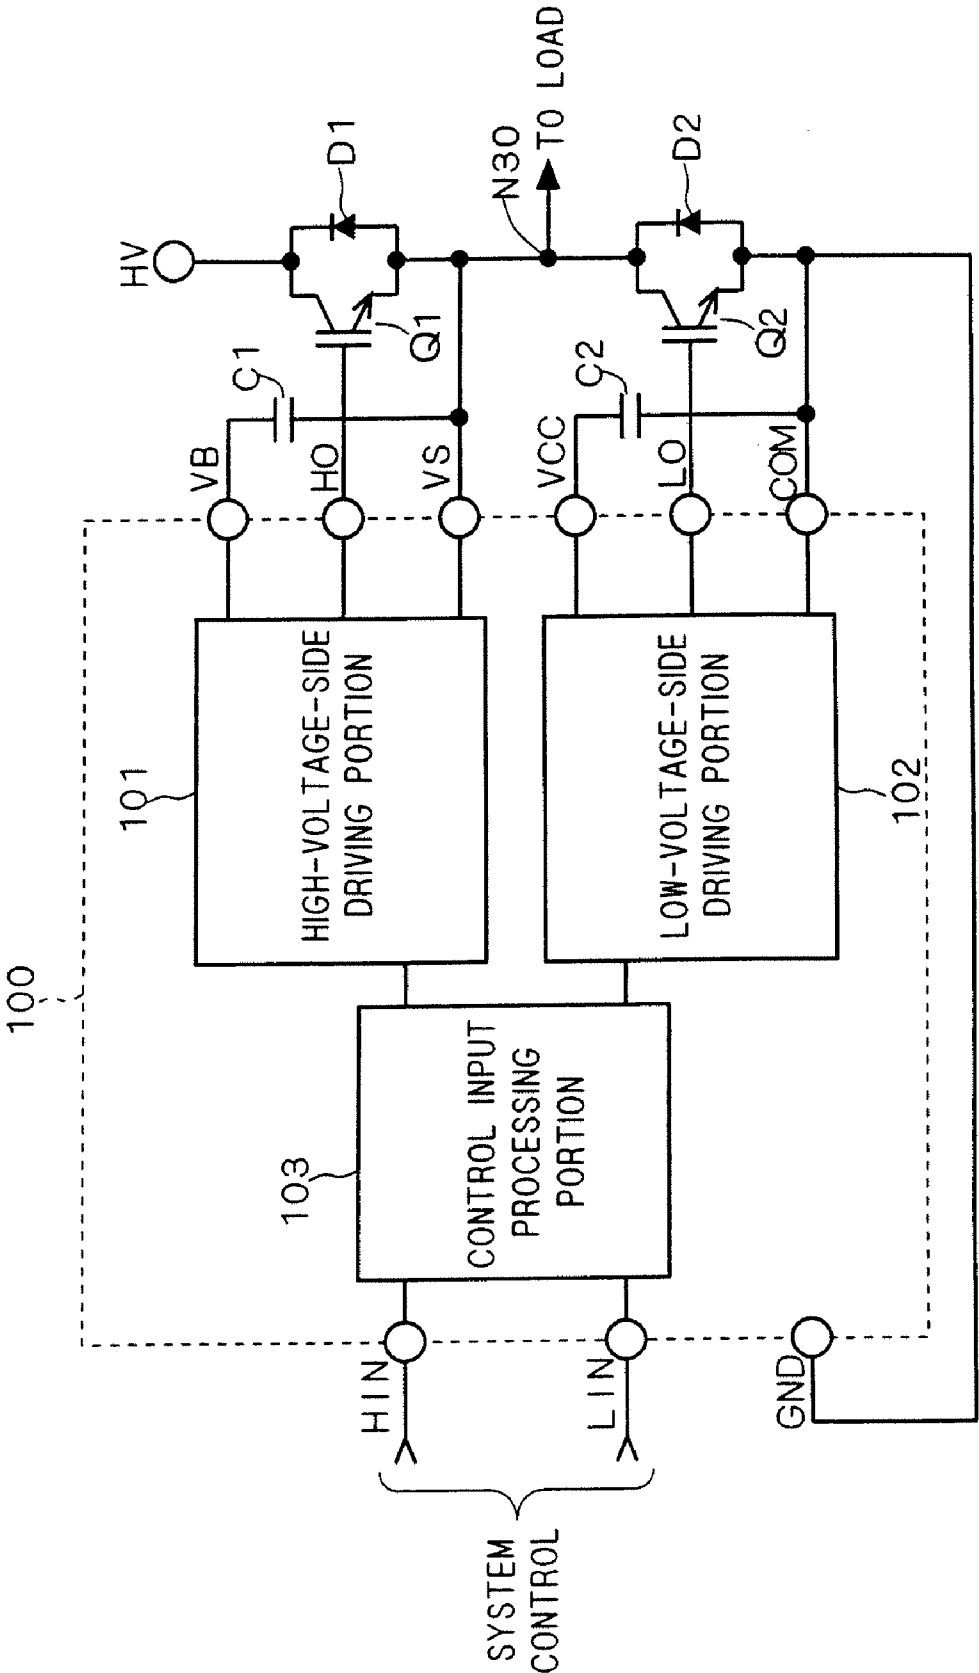 100
101
HIGH-VOLTAGE-SIDE
DRIVING PORTION
VB
HO
VS
C1
HV
D1
Q1
N30
TO LOAD
103
CONTROL INPUT
PROCESSING
PORTION
HIN
LIN
GND
SYSTEM
CONTROL
LOW-VOLTAGE-SIDE
DRIVING PORTION
102
VCC
LO
COM
C2
Q2
D2